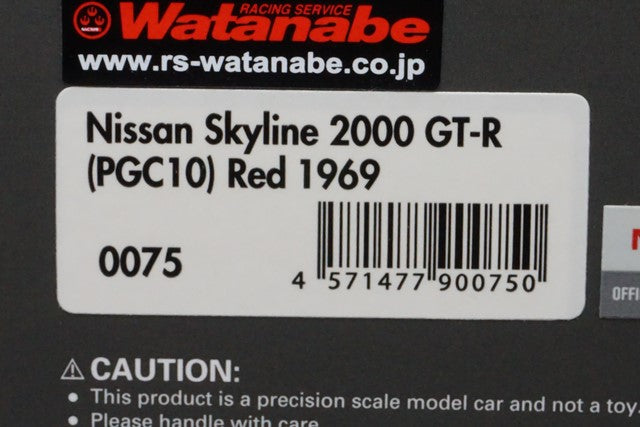 RACING SERVICE
Watanabe
www.rs-watanabe.co.jp
Nissan Skyline 2000 GT-R
(PGC10) Red 1969
0075
4 571477 900750
CAUTION:
• This product is a precision scale model car and not a toy.
• Please handle with care